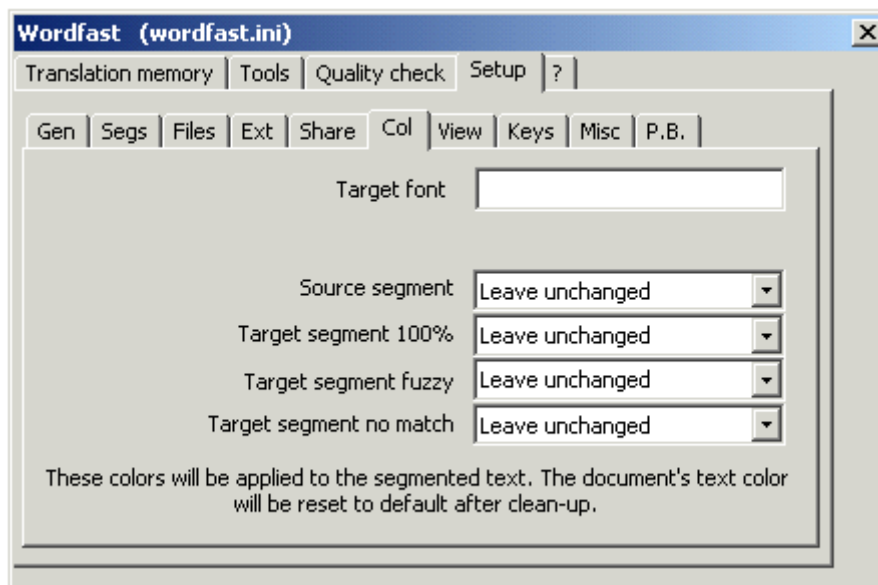 Wordfast (wordfast.ini)
Translation memory Tools Quality check Setup ?
Gen Segs Files Ext Share Col View Keys Misc P.B.
Target font
Source segment Leave unchanged
Target segment 100% Leave unchanged
Target segment fuzzy Leave unchanged
Target segment no match Leave unchanged
These colors will be applied to the segmented text. The document's text color
will be reset to default after clean-up.